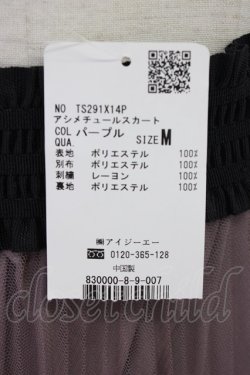 NO TS291X14P
アシメチュールスカート
COL パープル
QUA. SIZE M
表地 ポリエステル 100%
別布 ポリエステル 100%
刺繍 レーヨン 100%
裏地 ポリエステル 100%
㈱アイジーエー
☎ 0120-365-128
中国製
830000-8-9-007
closet child